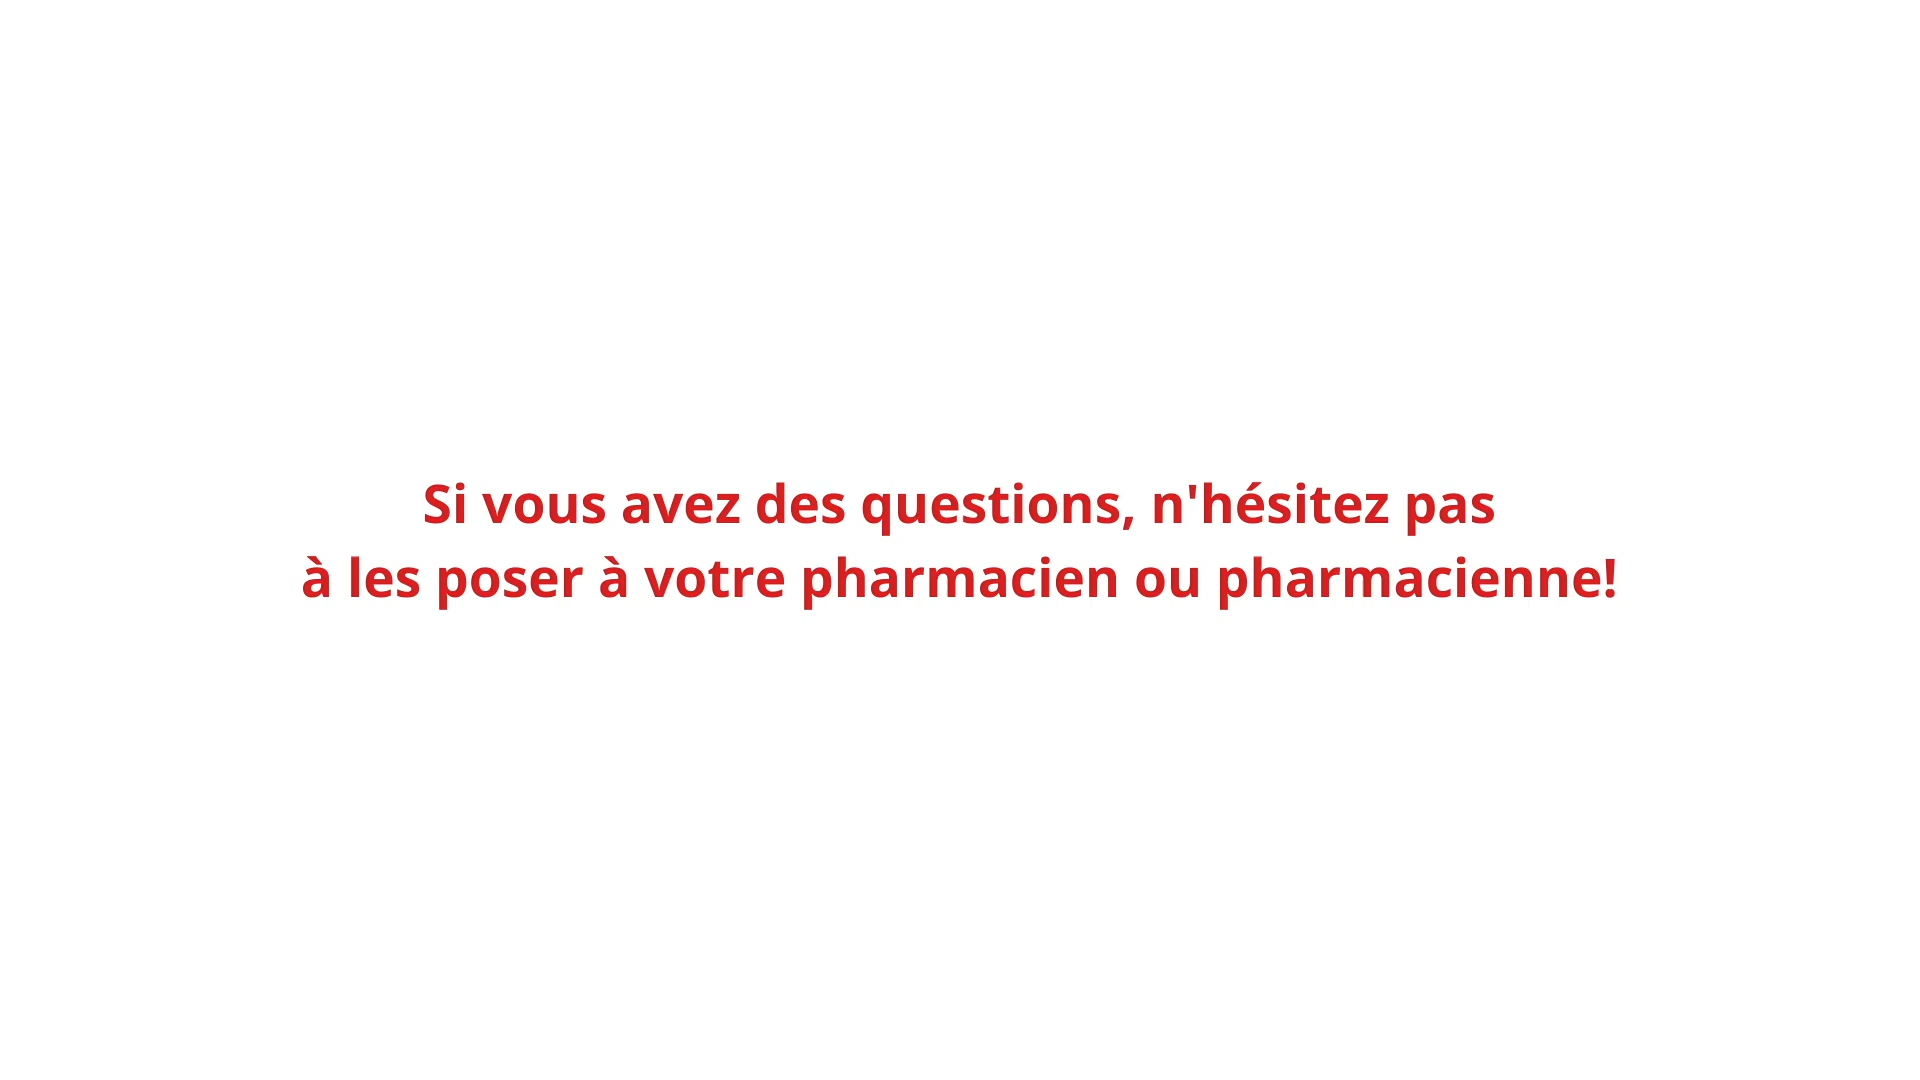 Si vous avez des questions, n'hésitez pas
à les poser à votre pharmacien ou pharmacienne!